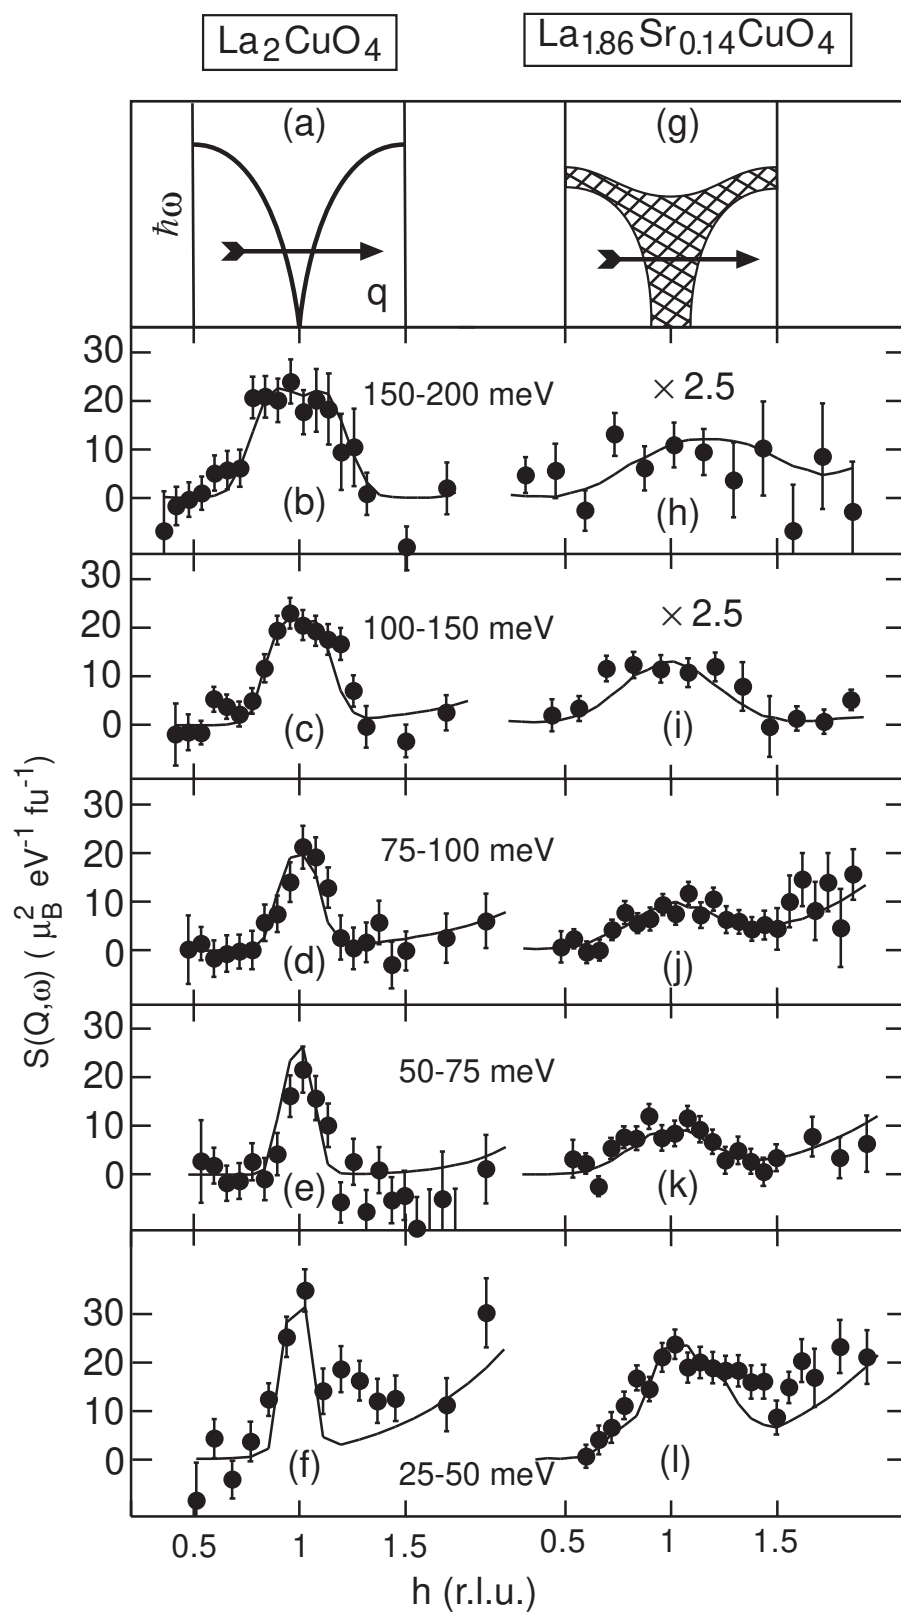 La₂CuO₄
La₁.₈₆Sr₀.₁₄CuO₄
(a)
(g)
ħω
q
30
20
10
0
150-200 meV
× 2.5
(b)
(h)
30
20
10
0
100-150 meV
× 2.5
(c)
(i)
S(Q,ω) ( μ_B² eV⁻¹ fu⁻¹)
30
20
10
0
75-100 meV
(d)
(j)
30
20
10
0
50-75 meV
(e)
(k)
30
20
10
0
(f)
25-50 meV
(l)
0.5 1 1.5 0.5 1 1.5
h (r.l.u.)